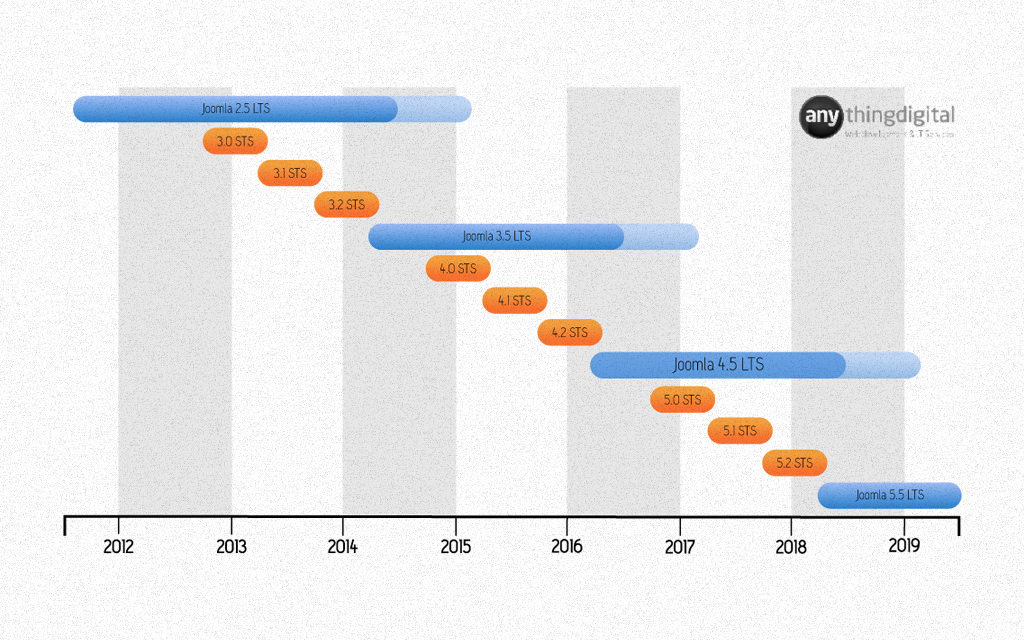 Joomla 2.5 LTS
any thingdigital
3.0 STS
3.1 STS
3.2 STS
Joomla 3.5 LTS
4.0 STS
4.1 STS
4.2 STS
Joomla 4.5 LTS
5.0 STS
5.1 STS
5.2 STS
Joomla 5.5 LTS
2012 2013 2014 2015 2016 2017 2018 2019